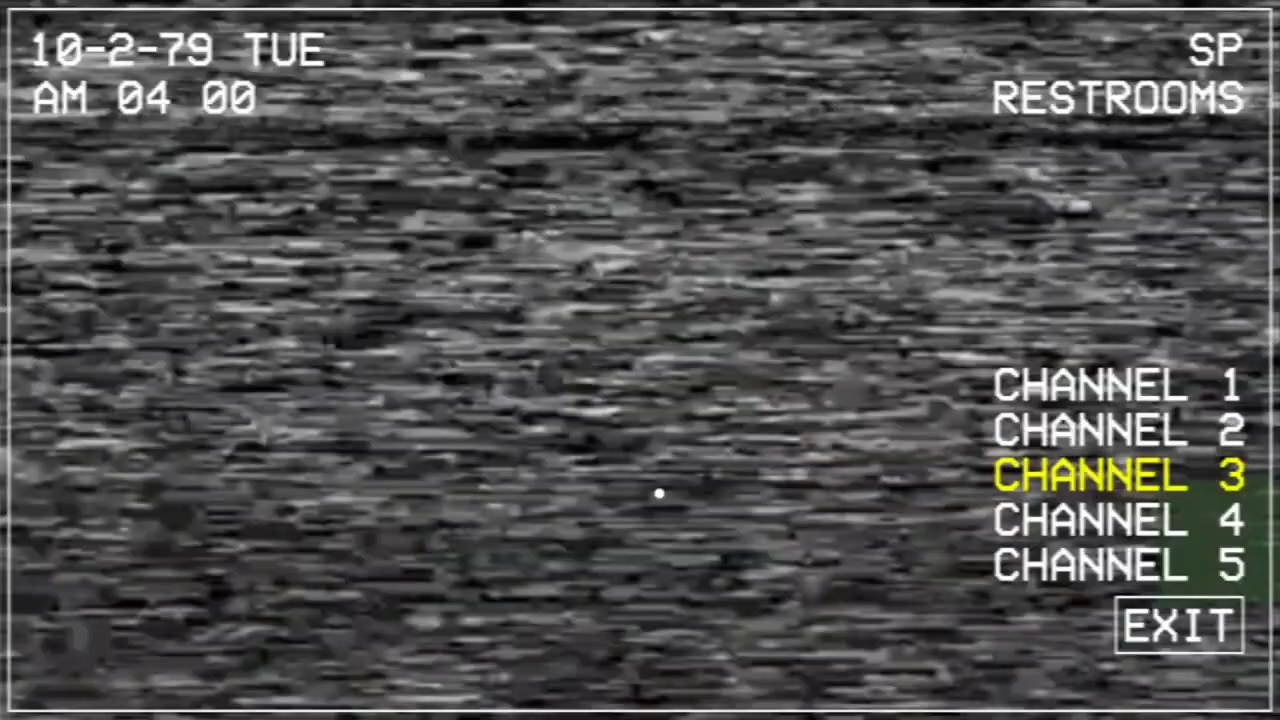 10-2-79 TUE
AM 04 00
SP
RESTROOMS
CHANNEL 1
CHANNEL 2
CHANNEL 3
CHANNEL 4
CHANNEL 5
EXIT